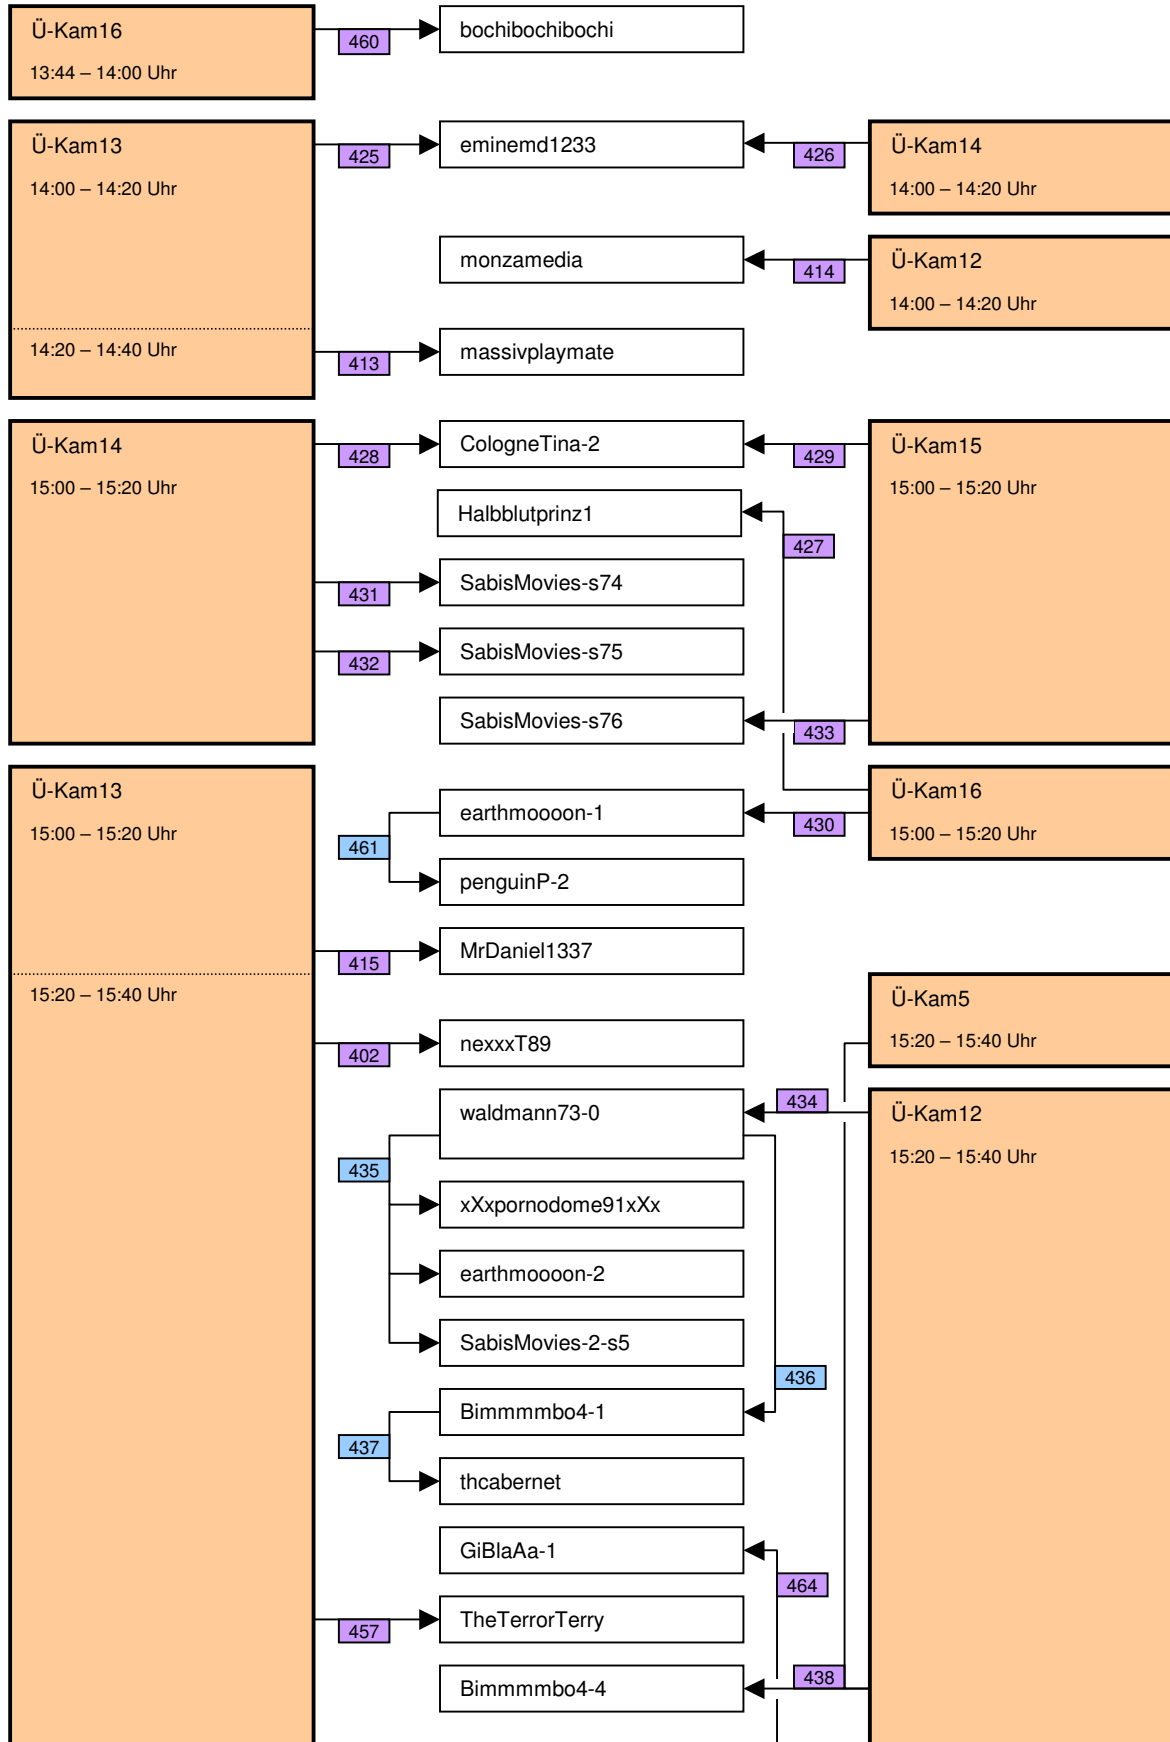 Ü-Kam16
13:44 – 14:00 Uhr
460
bochibochibochi
Ü-Kam13
14:00 – 14:20 Uhr
425
eminemd1233
426
Ü-Kam14
14:00 – 14:20 Uhr
monzamedia
414
Ü-Kam12
14:00 – 14:20 Uhr
14:20 – 14:40 Uhr
413
massivplaymate
Ü-Kam14
15:00 – 15:20 Uhr
428
CologneTina-2
429
Ü-Kam15
15:00 – 15:20 Uhr
Halbblutprinz1
427
431
SabisMovies-s74
432
SabisMovies-s75
SabisMovies-s76
433
Ü-Kam13
15:00 – 15:20 Uhr
earthmoooon-1
430
Ü-Kam16
15:00 – 15:20 Uhr
461
penguinP-2
415
MrDaniel1337
15:20 – 15:40 Uhr
Ü-Kam5
15:20 – 15:40 Uhr
402
nexxxT89
waldmann73-0
434
Ü-Kam12
15:20 – 15:40 Uhr
435
xXxpornodome91xXx
earthmoooon-2
SabisMovies-2-s5
436
Bimmmmbo4-1
437
thcabernet
GiBlaAa-1
464
457
TheTerrorTerry
Bimmmmbo4-4
438